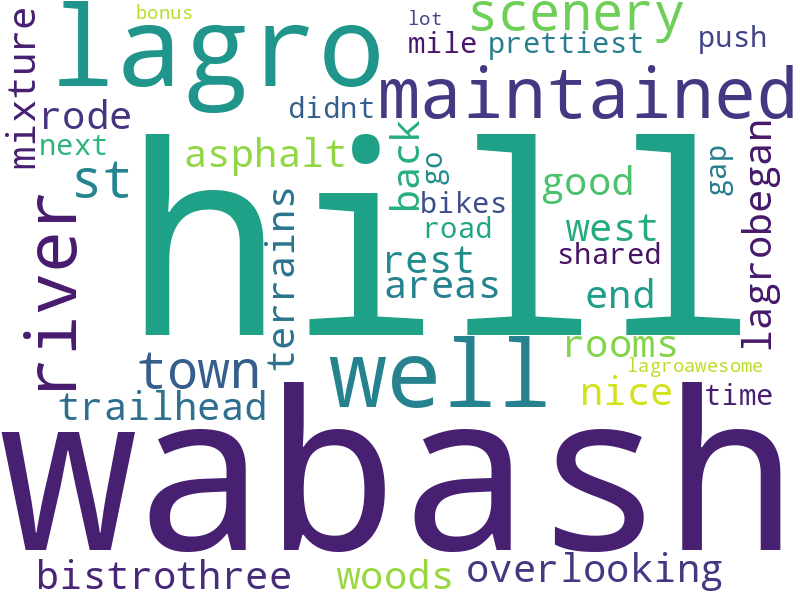 bonus
lot
scenery
lagro
mixture
mile
prettiest
push
maintained
rode
didnt
next
asphalt
st
back
go
gap
hill
good
bikes
river
terrains
road
west
lagrobegan
rest
shared
areas
end
town
well
rooms
lagroawesome
nice
time
trailhead
wabash
bistrothree
woods
overlooking